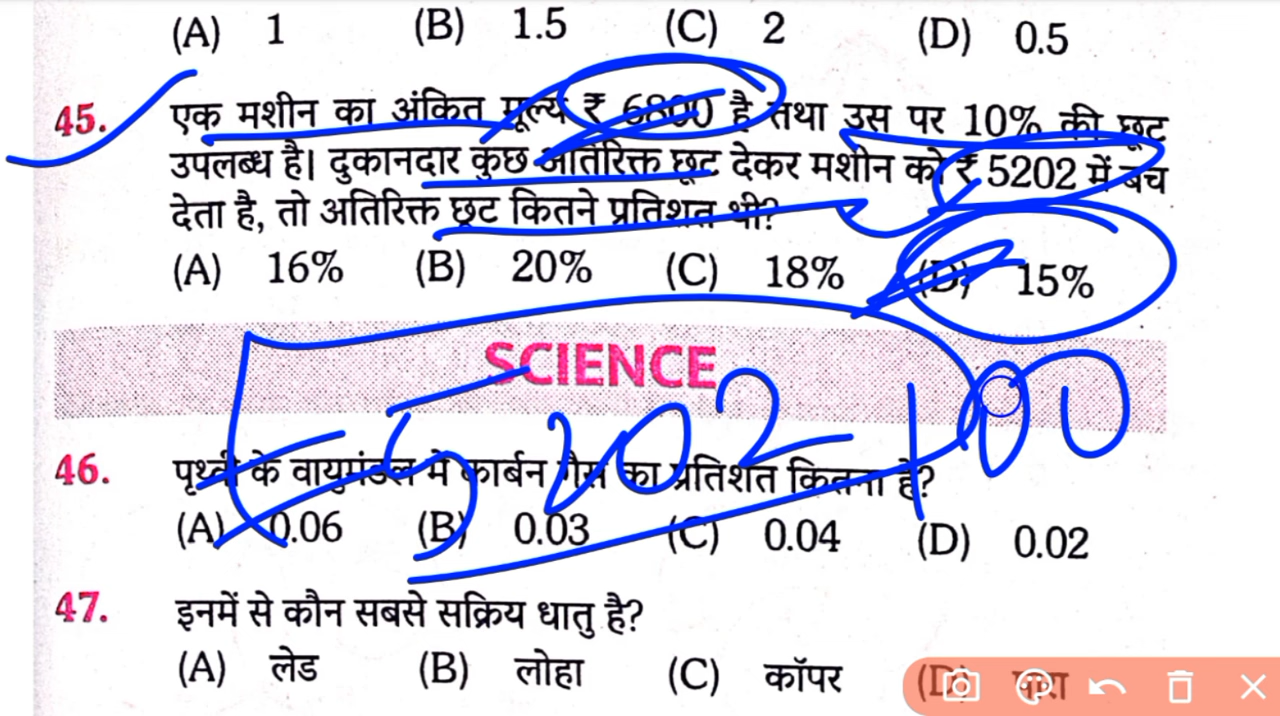 (A) 1 (B) 1.5 (C) 2 (D) 0.5
45. एक मशीन का अंकित मूल्य ₹ 6800 है तथा उस पर 10% की छूट
उपलब्ध है। दुकानदार कुछ अतिरिक्त छूट देकर मशीन को ₹ 5202 में बेच
देता है, तो अतिरिक्त छूट कितने प्रतिशत थी?
(A) 16% (B) 20% (C) 18% (D) 15%
SCIENCE
5202 100
46. पृथ्वी के वायुमंडल में कार्बन गैस का प्रतिशत कितना है?
(A) 0.06 (B) 0.03 (C) 0.04 (D) 0.02
47. इनमें से कौन सबसे सक्रिय धातु है?
(A) लेड (B) लोहा (C) कॉपर (D) पारा